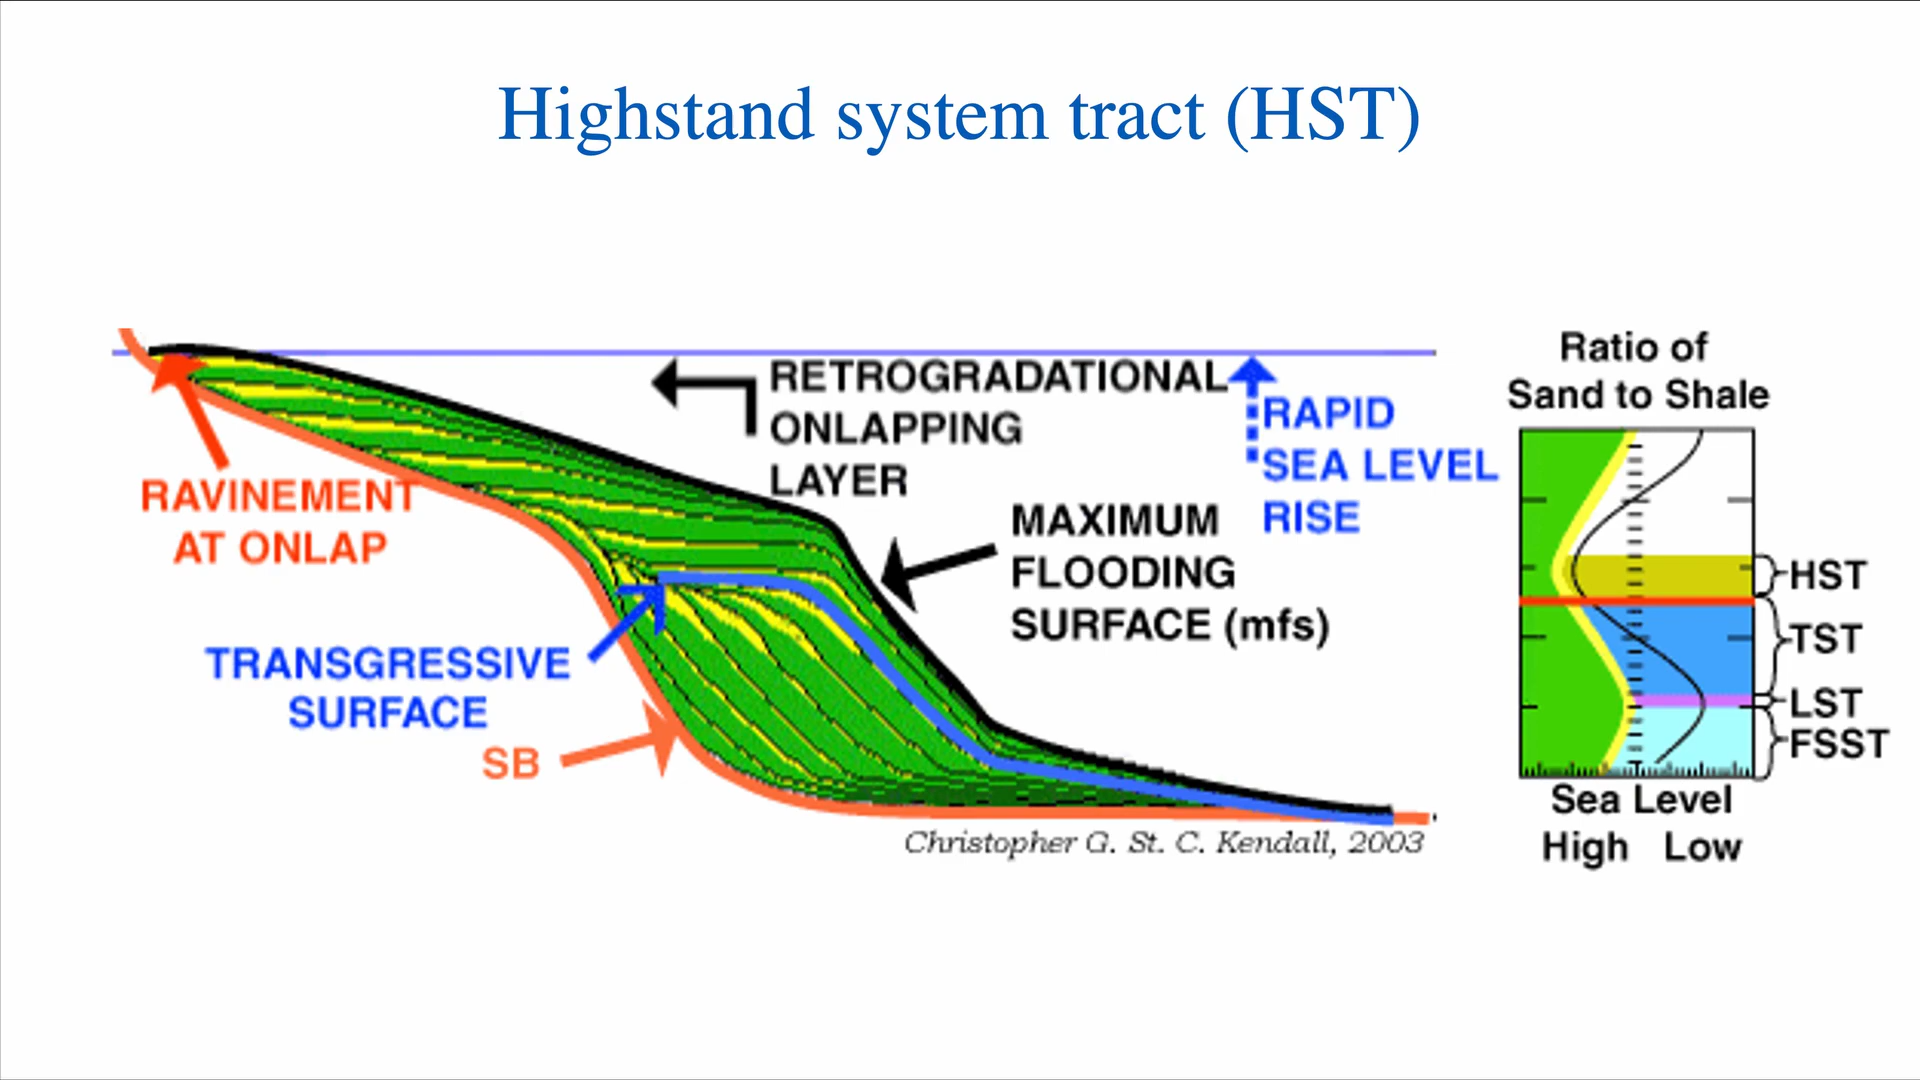 Highstand system tract (HST)
RETROGRADATIONAL
ONLAPPING
LAYER
RAPID
SEA LEVEL
RISE
RAVINEMENT
AT ONLAP
MAXIMUM
FLOODING
SURFACE (mfs)
TRANSGRESSIVE
SURFACE
SB
Christopher G. St. C. Kendall, 2003
Ratio of
Sand to Shale
HST
TST
LST
FSST
Sea Level
High Low